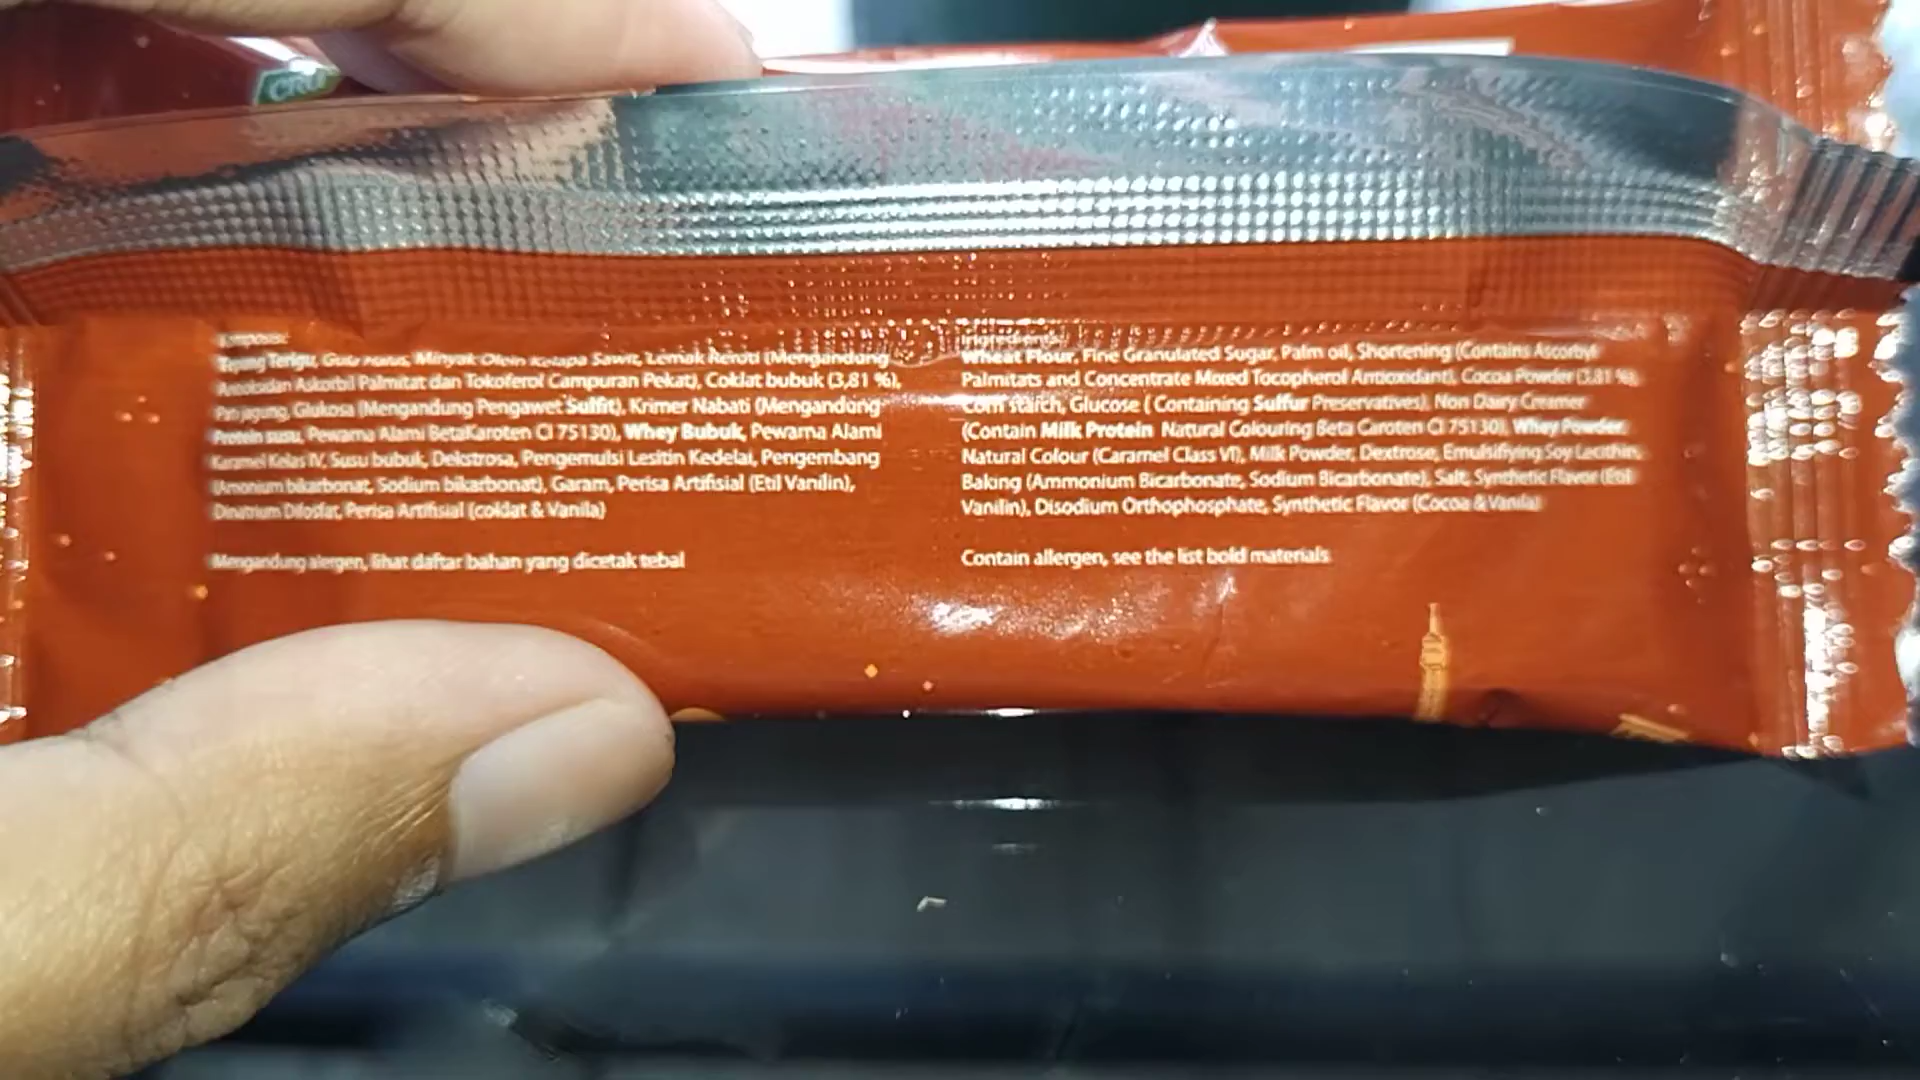 CRU
Komposisi:
Tepung Terigu, Gula Halus, Minyak Olein Kelapa Sawit, Lemak Reroti (Mengandung
Antioksidan Askorbil Palmitat dan Tokoferol Campuran Pekat), Coklat bubuk (3,81 %),
Pati jagung, Glukosa (Mengandung Pengawet Sulfit), Krimer Nabati (Mengandung
Protein susu, Pewarna Alami BetaKaroten CI 75130), Whey Bubuk, Pewarna Alami
Karamel Kelas IV, Susu bubuk, Dekstrosa, Pengemulsi Lesitin Kedelai, Pengembang
(Amonium bikarbonat, Sodium bikarbonat), Garam, Perisa Artifisial (Etil Vanilin),
Dinatrium Difosfat, Perisa Artifisial (coklat & Vanila)
Mengandung alergen, lihat daftar bahan yang dicetak tebal
Ingredients:
Wheat Flour, Fine Granulated Sugar, Palm oil, Shortening (Contains Ascorbyl
Palmitats and Concentrate Mixed Tocopherol Antioxidant), Cocoa Powder (3.81 %),
Corn starch, Glucose ( Containing Sulfur Preservatives), Non Dairy Creamer
(Contain Milk Protein Natural Colouring Beta Caroten CI 75130), Whey Powder,
Natural Colour (Caramel Class VI), Milk Powder, Dextrose, Emulsifiying Soy Lecithin,
Baking (Ammonium Bicarbonate, Sodium Bicarbonate), Salt, Synthetic Flavor (Etil
Vanilin), Disodium Orthophosphate, Synthetic Flavor (Cocoa & Vanila)
Contain allergen, see the list bold materials